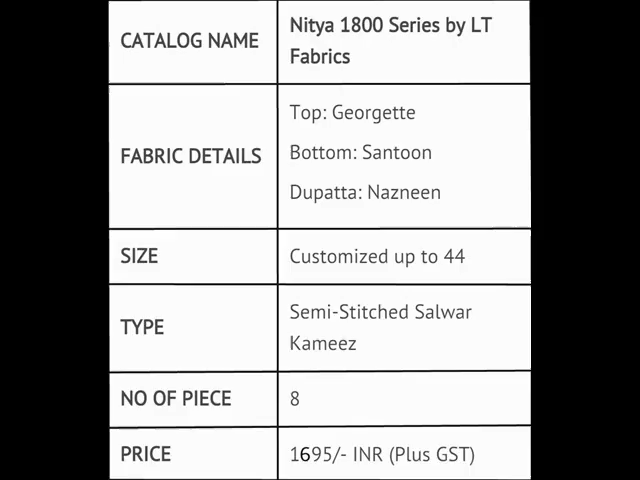 CATALOG NAME
Nitya 1800 Series by LT
Fabrics
FABRIC DETAILS
Top: Georgette
Bottom: Santoon
Dupatta: Nazneen
SIZE
Customized up to 44
TYPE
Semi-Stitched Salwar
Kameez
NO OF PIECE
8
PRICE
1695/- INR (Plus GST)